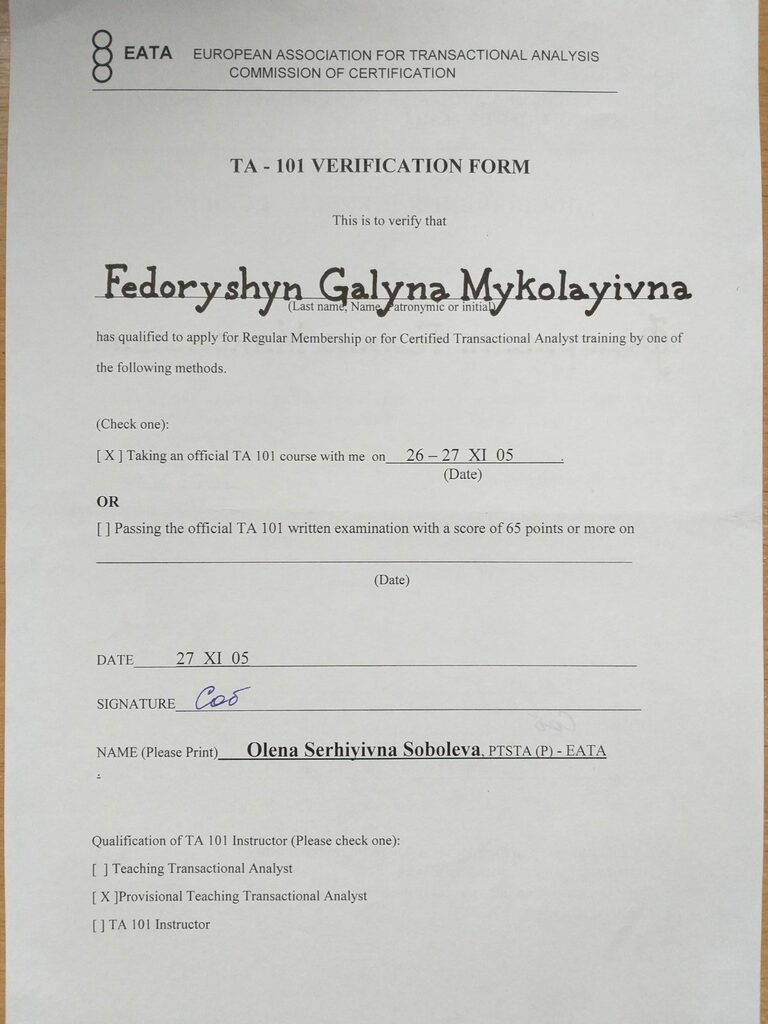 EATA EUROPEAN ASSOCIATION FOR TRANSACTIONAL ANALYSIS
COMMISSION OF CERTIFICATION
TA - 101 VERIFICATION FORM
This is to verify that
Fedoryshyn Galyna Mykolayivna
(Last name, Name, Patronymic or initial)
has qualified to apply for Regular Membership or for Certified Transactional Analyst training by one of
the following methods.
(Check one):
[ X ] Taking an official TA 101 course with me on 26 – 27 XI 05 .
(Date)
OR
[ ] Passing the official TA 101 written examination with a score of 65 points or more on
(Date)
DATE 27 XI 05
SIGNATURE Соб
NAME (Please Print) Olena Serhiyivna Soboleva, PTSTA (P) - EATA
.
Qualification of TA 101 Instructor (Please check one):
[ ] Teaching Transactional Analyst
[ X ]Provisional Teaching Transactional Analyst
[ ] TA 101 Instructor